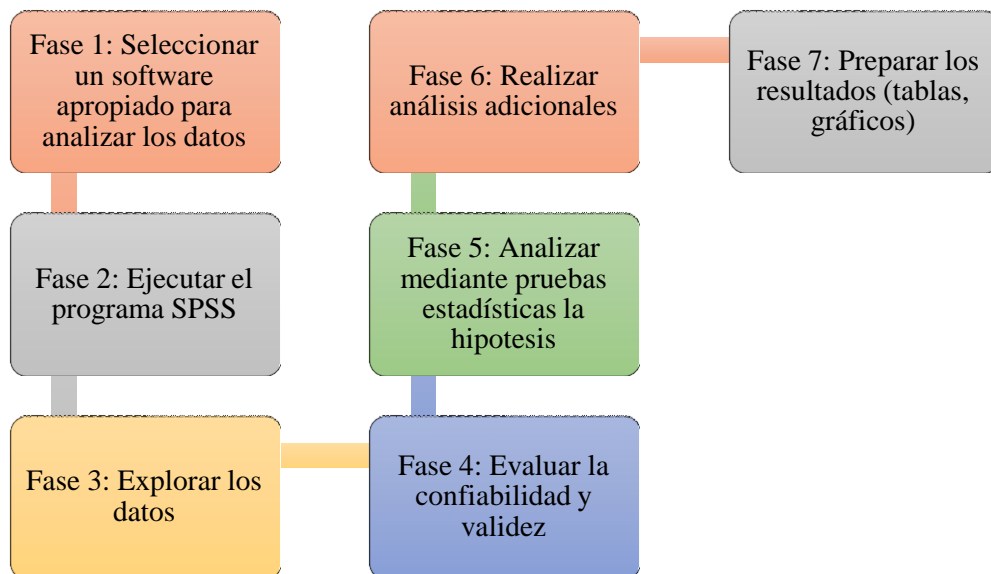 Fase 1: Seleccionar
un software
apropiado para
analizar los datos
Fase 2: Ejecutar el
programa SPSS
Fase 3: Explorar los
datos
Fase 4: Evaluar la
confiabilidad y
validez
Fase 5: Analizar
mediante pruebas
estadísticas la
hipotesis
Fase 6: Realizar
análisis adicionales
Fase 7: Preparar los
resultados (tablas,
gráficos)